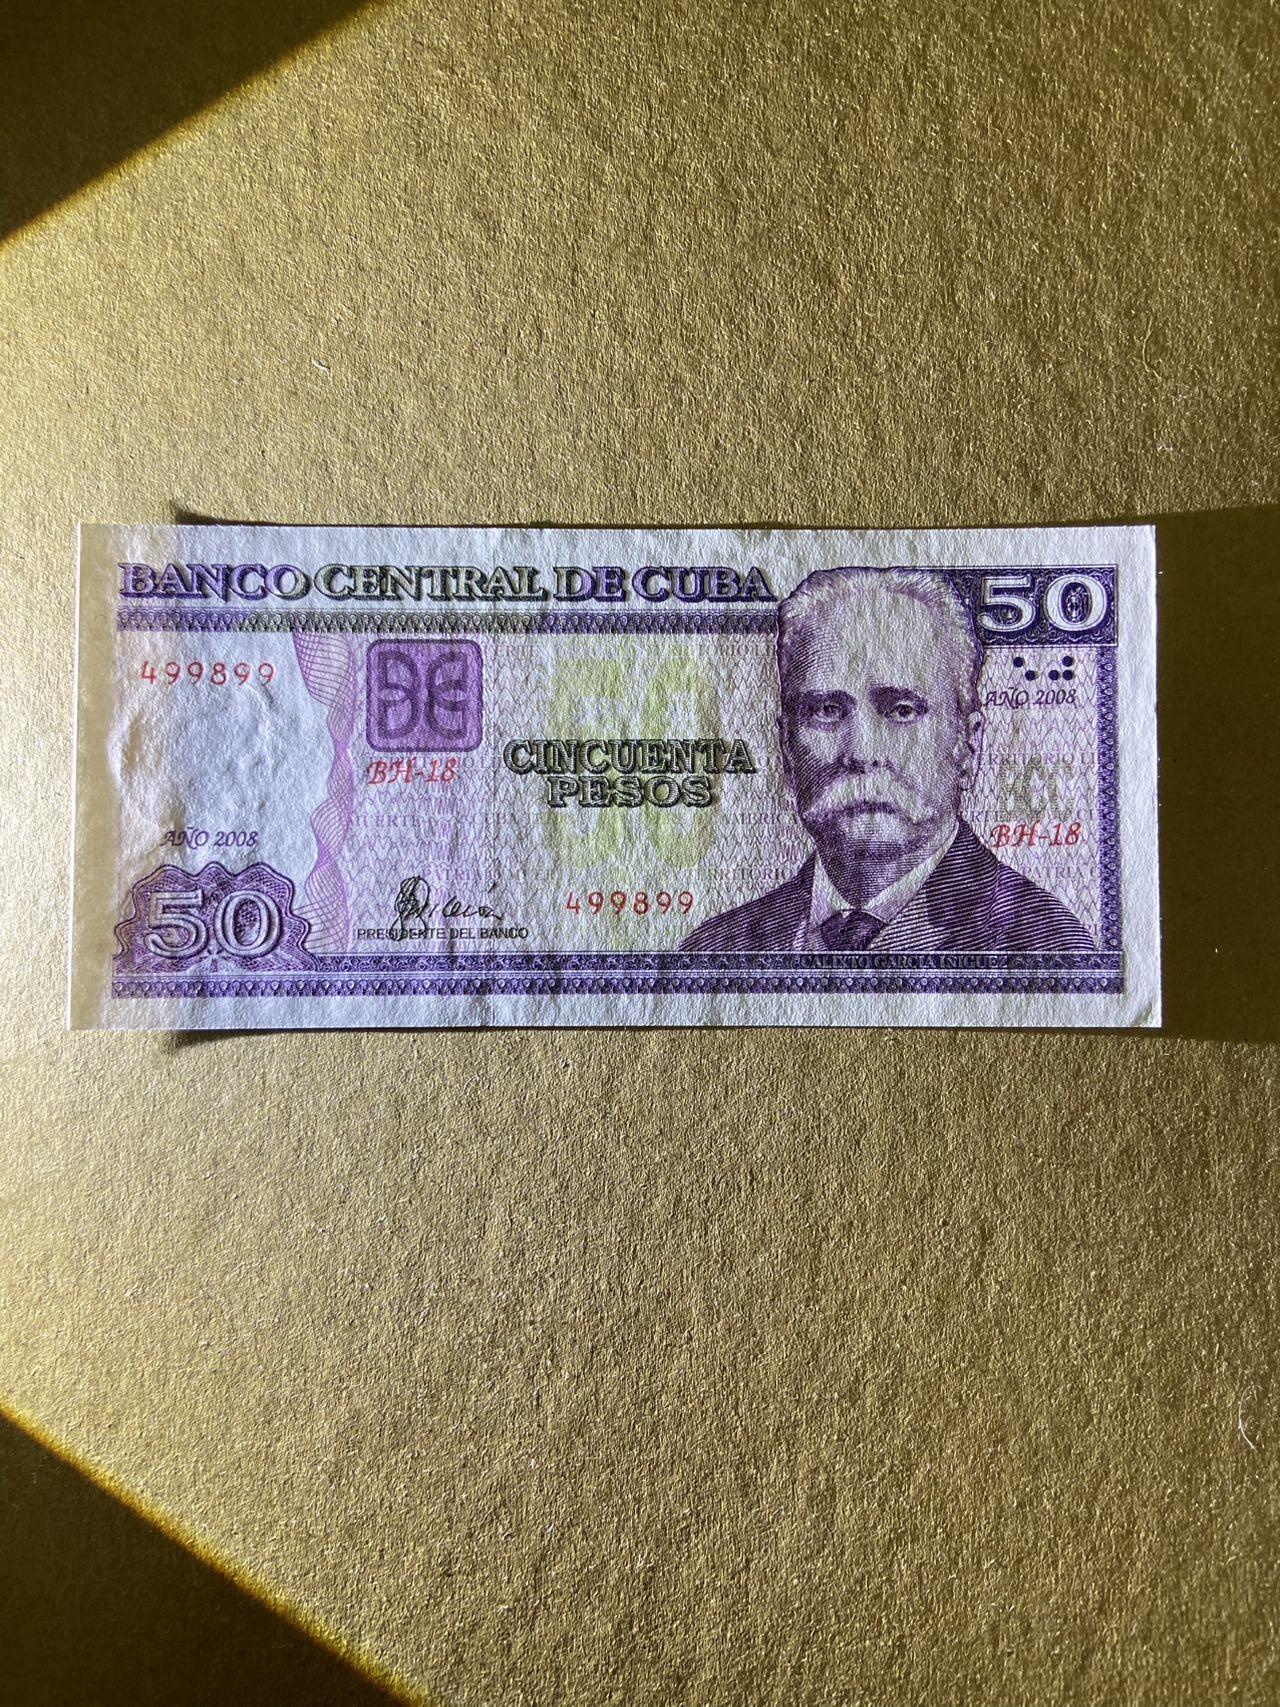 BANCO CENTRAL DE CUBA
50
499899
AÑO 2008
BH-18
CINCUENTA
PESOS
BH-18
AÑO 2008
50
499899
PRESIDENTE DEL BANCO
CALIXTO GARCIA IÑIGUEZ